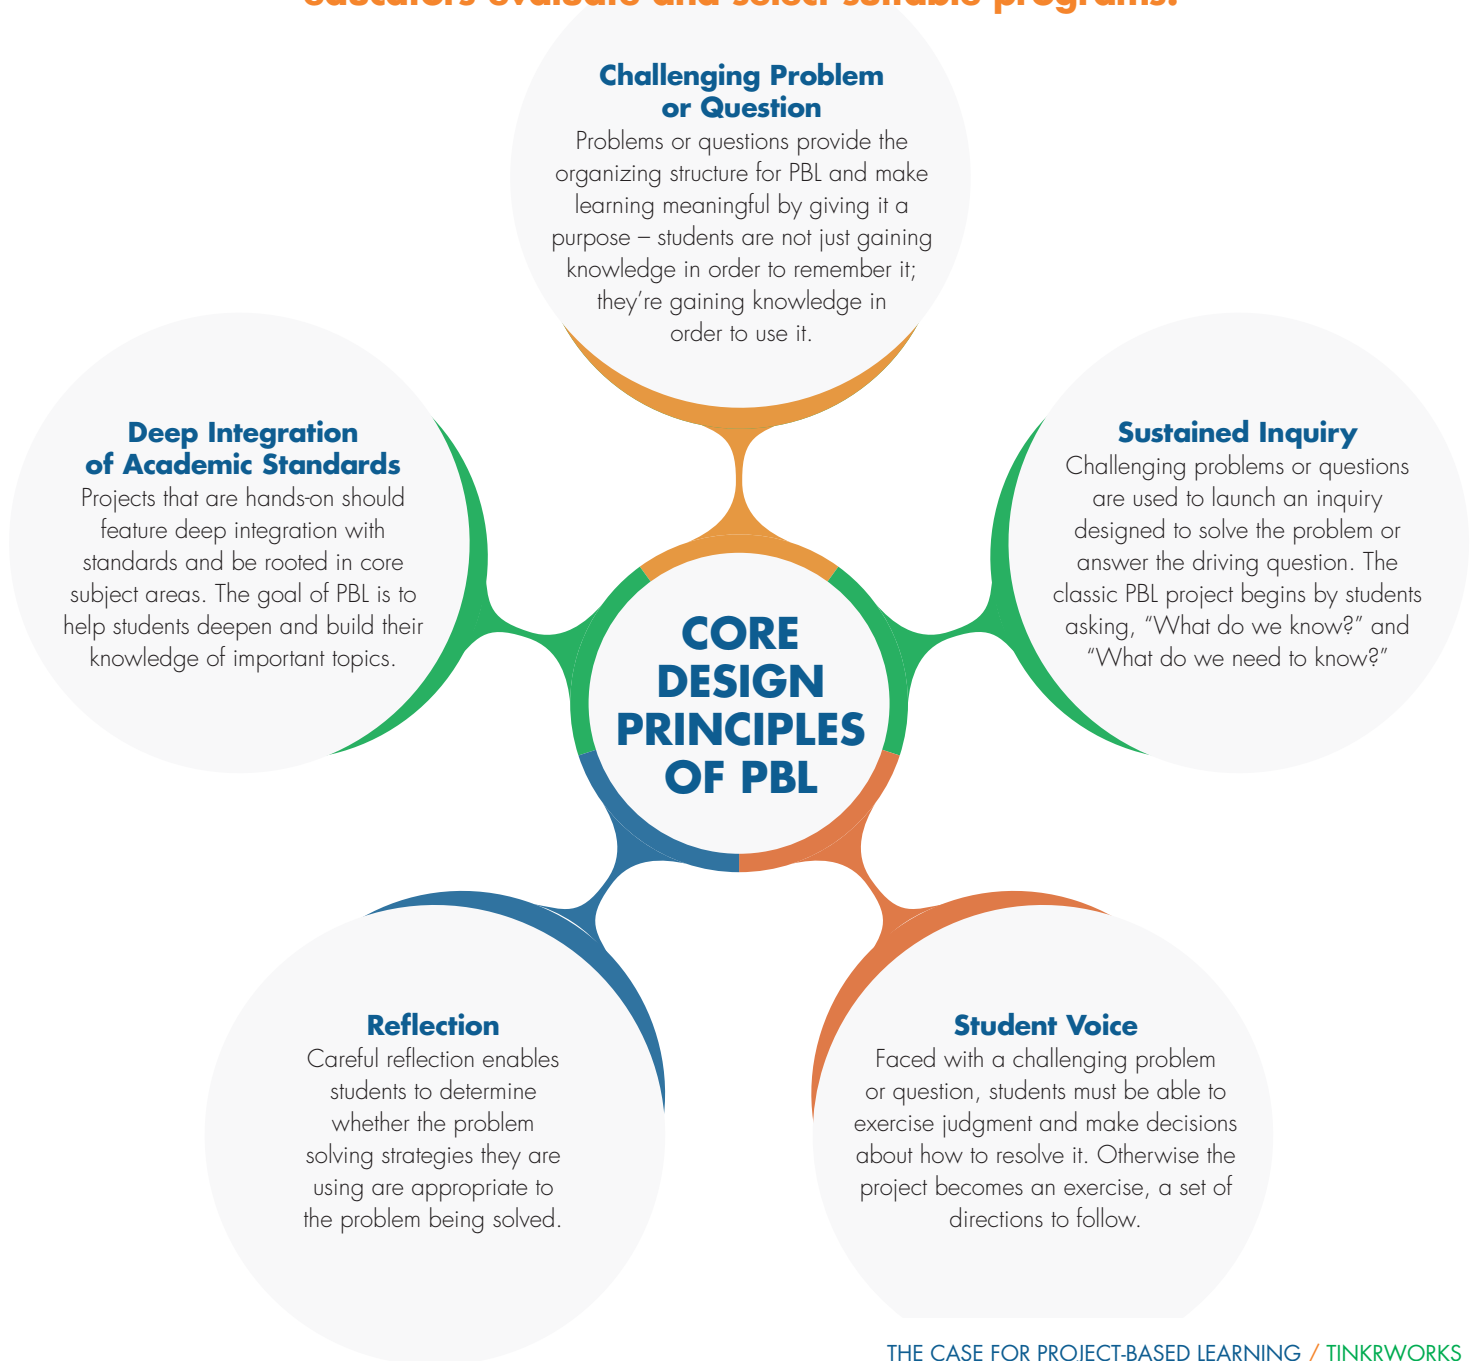 educators evaluate and select suitable programs.
Challenging Problem
or Question
Problems or questions provide the
organizing structure for PBL and make
learning meaningful by giving it a
purpose – students are not just gaining
knowledge in order to remember it;
they’re gaining knowledge in
order to use it.
Deep Integration
of Academic Standards
Projects that are hands-on should
feature deep integration with
standards and be rooted in core
subject areas. The goal of PBL is to
help students deepen and build their
knowledge of important topics.
Sustained Inquiry
Challenging problems or questions
are used to launch an inquiry
designed to solve the problem or
answer the driving question. The
classic PBL project begins by students
asking, “What do we know?” and
“What do we need to know?”
CORE
DESIGN
PRINCIPLES
OF PBL
Reflection
Careful reflection enables
students to determine
whether the problem
solving strategies they are
using are appropriate to
the problem being solved.
Student Voice
Faced with a challenging problem
or question, students must be able to
exercise judgment and make decisions
about how to resolve it. Otherwise the
project becomes an exercise, a set of
directions to follow.
THE CASE FOR PROJECT-BASED LEARNING / TINKRWORKS